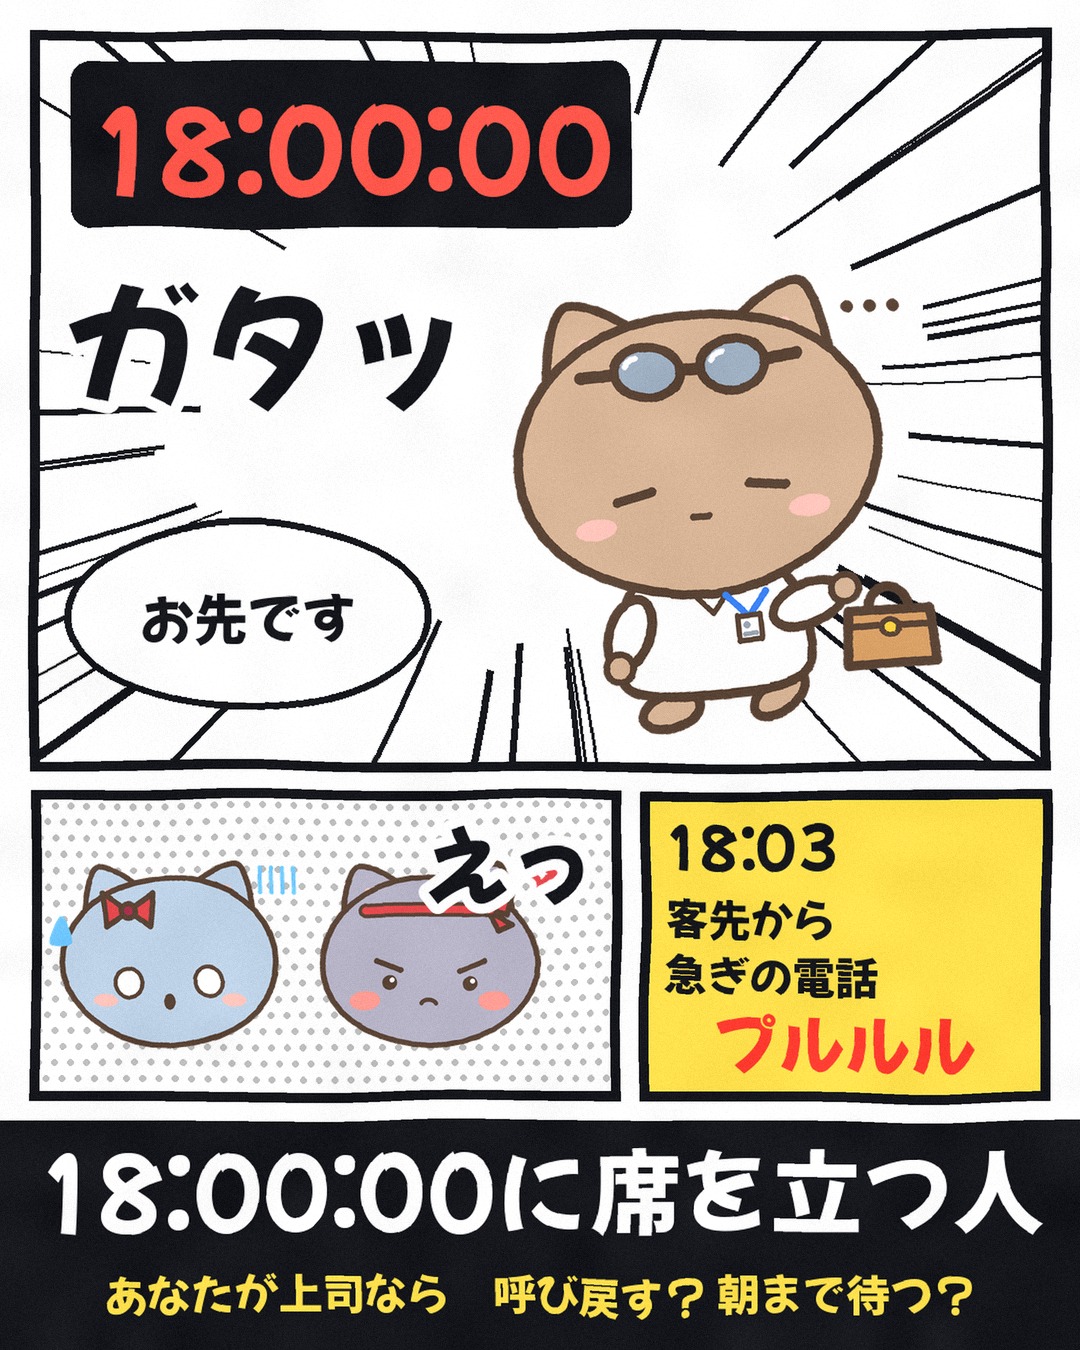 18:00:00
ガタッ
お先です
えっ
18:03
客先から
急ぎの電話
プルルル
18:00:00に席を立つ人
あなたが上司なら 呼び戻す？朝まで待つ？